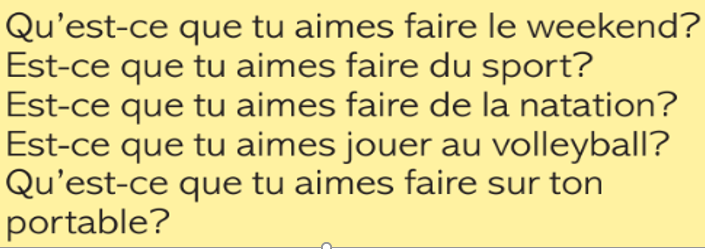 Qu’est-ce que tu aimes faire le weekend?
Est-ce que tu aimes faire du sport?
Est-ce que tu aimes faire de la natation?
Est-ce que tu aimes jouer au volleyball?
Qu’est-ce que tu aimes faire sur ton
portable?